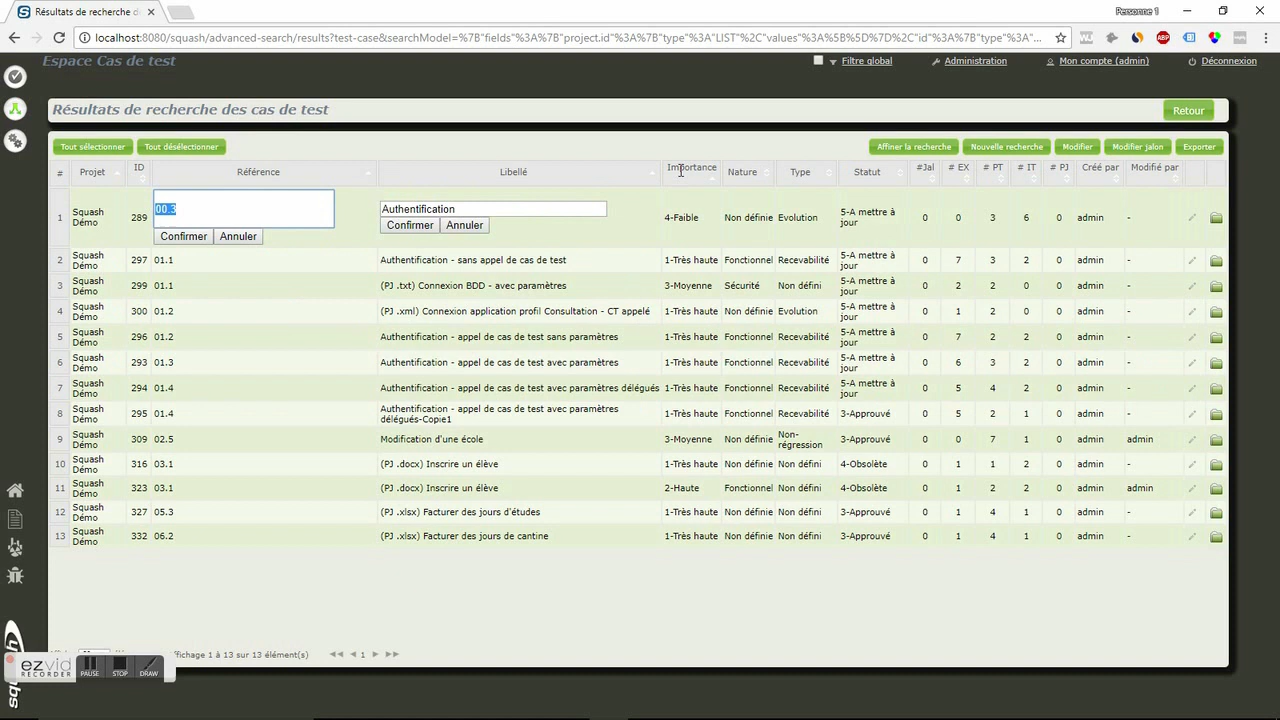 Résultats de recherche d
Personne 1
localhost:8080/squash/advanced-search/results?test-case&searchModel=%7B"fields"%3A%7B"project.id"%3A%7B"type"%3A"LIST"%2C"values"%3A%5B%5D%7D%2C"id"%3A%7B"type"%3A"...
Espace Cas de test
Filtre global
Administration
Mon compte (admin)
Déconnexion
Résultats de recherche des cas de test
Retour
Tout sélectionner Tout désélectionner Affiner la recherche Nouvelle recherche Modifier Modifier jalon Exporter
# Projet ID Référence Libellé Importance Nature Type Statut #Jal # EX # PT # IT # PJ Créé par Modifié par
1 Squash Démo 289 00.3 Authentification 4-Faible Non définie Evolution 5-A mettre à jour 0 0 3 6 0 admin -
Confirmer Annuler Confirmer Annuler
2 Squash Démo 297 01.1 Authentification - sans appel de cas de test 1-Très haute Fonctionnel Recevabilité 5-A mettre à jour 0 7 3 2 0 admin -
3 Squash Démo 299 01.1 (PJ .txt) Connexion BDD - avec paramètres 3-Moyenne Sécurité Non défini 5-A mettre à jour 0 2 2 0 0 admin -
4 Squash Démo 300 01.2 (PJ .xml) Connexion application profil Consultation - CT appelé 1-Très haute Non définie Evolution 5-A mettre à jour 0 1 2 0 0 admin -
5 Squash Démo 296 01.2 Authentification - appel de cas de test sans paramètres 1-Très haute Fonctionnel Recevabilité 5-A mettre à jour 0 7 2 2 0 admin -
6 Squash Démo 293 01.3 Authentification - appel de cas de test avec paramètres 1-Très haute Fonctionnel Recevabilité 5-A mettre à jour 0 6 3 2 0 admin -
7 Squash Démo 294 01.4 Authentification - appel de cas de test avec paramètres délégués 1-Très haute Fonctionnel Recevabilité 5-A mettre à jour 0 5 4 2 0 admin -
8 Squash Démo 295 01.4 Authentification - appel de cas de test avec paramètres délégués-Copie1 1-Très haute Fonctionnel Recevabilité 3-Approuvé 0 5 2 1 0 admin -
9 Squash Démo 309 02.5 Modification d'une école 3-Moyenne Non définie Non-régression 3-Approuvé 0 0 7 1 0 admin admin
10 Squash Démo 316 03.1 (PJ .docx) Inscrire un élève 1-Très haute Non définie Non défini 4-Obsolète 0 1 1 2 0 admin -
11 Squash Démo 323 03.1 (PJ .docx) Inscrire un élève 2-Haute Fonctionnel Non défini 4-Obsolète 0 1 2 2 0 admin admin
12 Squash Démo 327 05.3 (PJ .xlsx) Facturer des jours d'études 1-Très haute Non définie Non défini 3-Approuvé 0 1 4 1 0 admin -
13 Squash Démo 332 06.2 (PJ .xlsx) Facturer des jours de cantine 1-Très haute Non définie Non défini 3-Approuvé 0 1 4 1 0 admin -
ffichage 1 à 13 sur 13 élément(s) 1
ezvid
RECORDER
PAUSE STOP DRAW